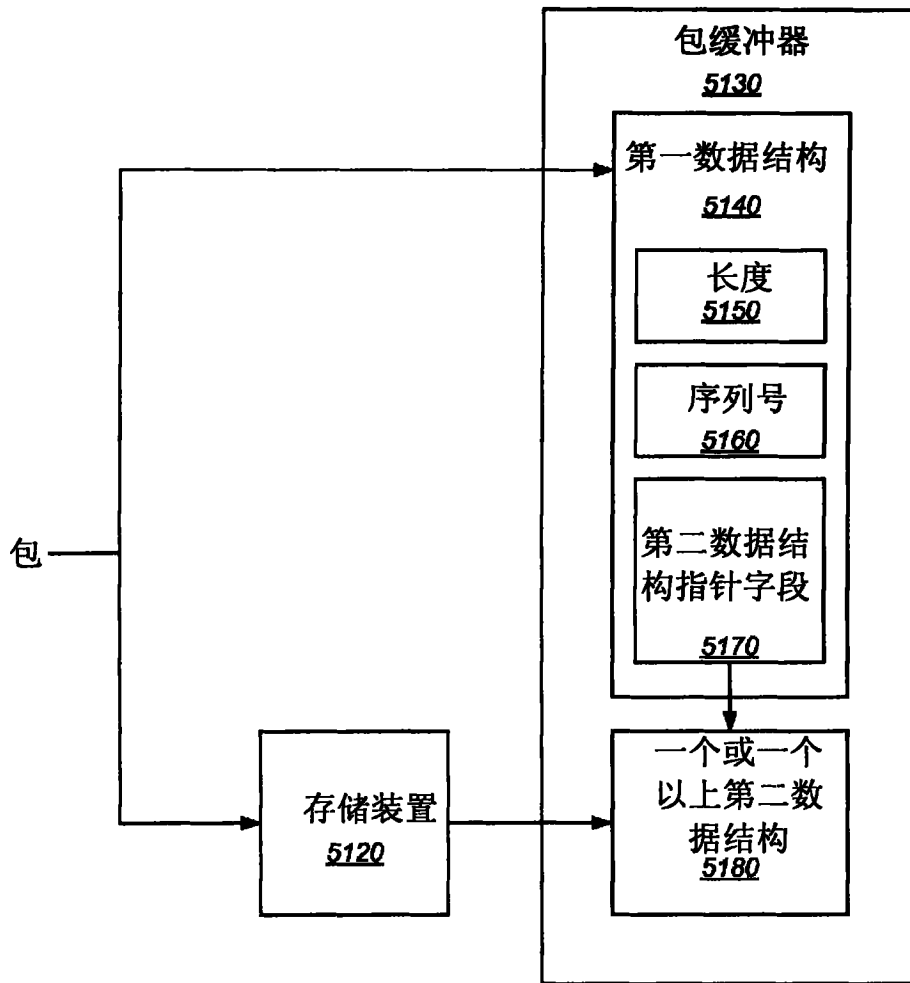 包缓冲器
5130
第一数据结构
5140
长度
5150
序列号
5160
第二数据结
构指针字段
5170
包
存储装置
5120
一个或一个
以上第二数
据结构
5180